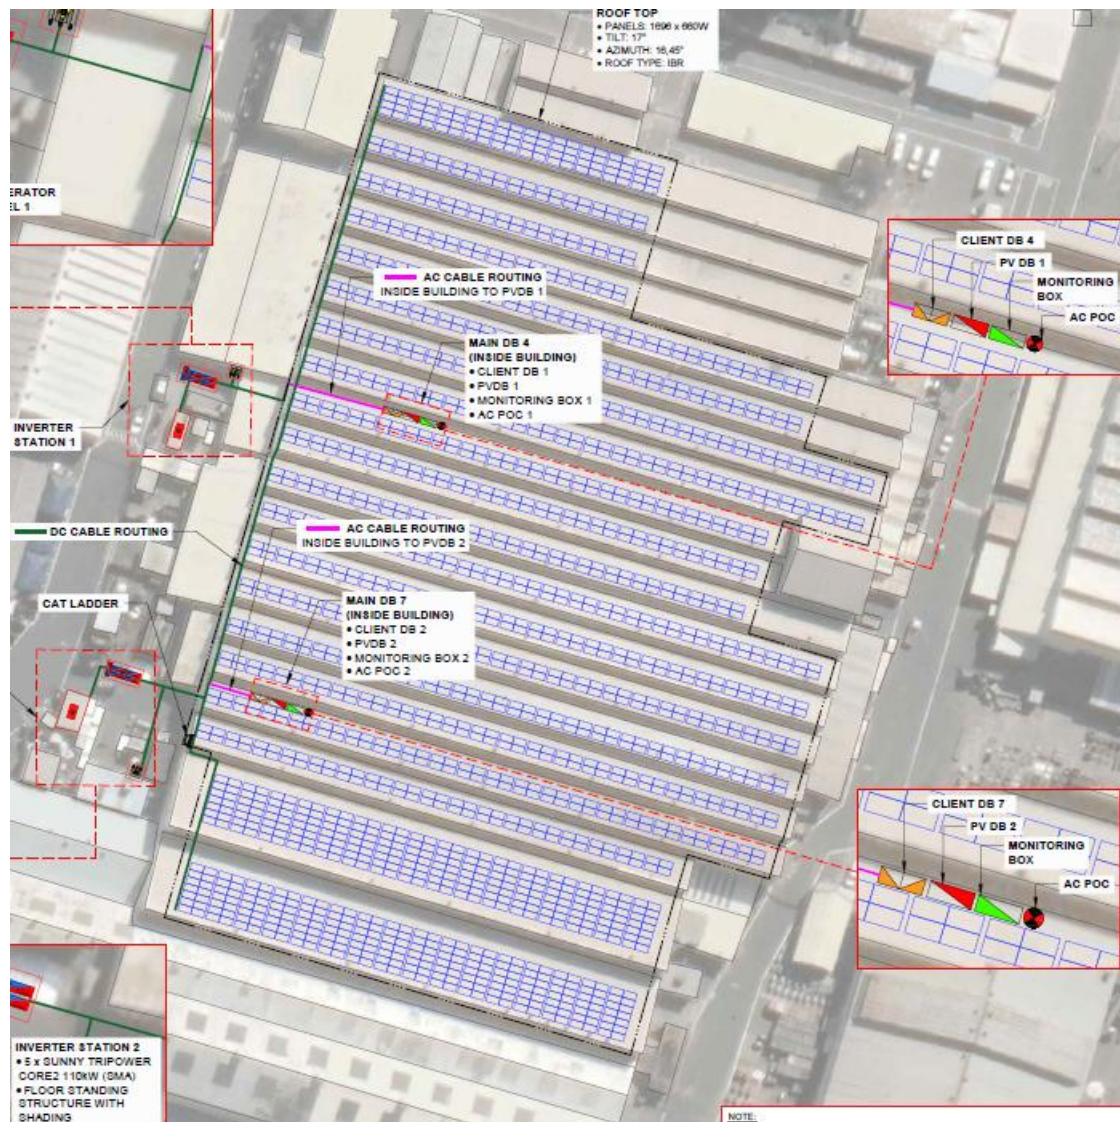 ROOF TOP
• PANELS: 1696 x 660W
• TILT: 17°
• AZIMUTH: 16,45°
• ROOF TYPE: IBR
ERATOR
EL 1
AC CABLE ROUTING
INSIDE BUILDING TO PVDB 1
MAIN DB 4
(INSIDE BUILDING)
• CLIENT DB 1
• PVDB 1
• MONITORING BOX 1
• AC POC 1
CLIENT DB 4
PV DB 1
MONITORING
BOX
AC POC
INVERTER
STATION 1
DC CABLE ROUTING
AC CABLE ROUTING
INSIDE BUILDING TO PVDB 2
CAT LADDER
MAIN DB 7
(INSIDE BUILDING)
• CLIENT DB 2
• PVDB 2
• MONITORING BOX 2
• AC POC 2
CLIENT DB 7
PV DB 2
MONITORING
BOX
AC POC
INVERTER STATION 2
• 5 x SUNNY TRIPOWER
CORE2 110kW (SMA)
• FLOOR STANDING
STRUCTURE WITH
SHADING
NOTE: